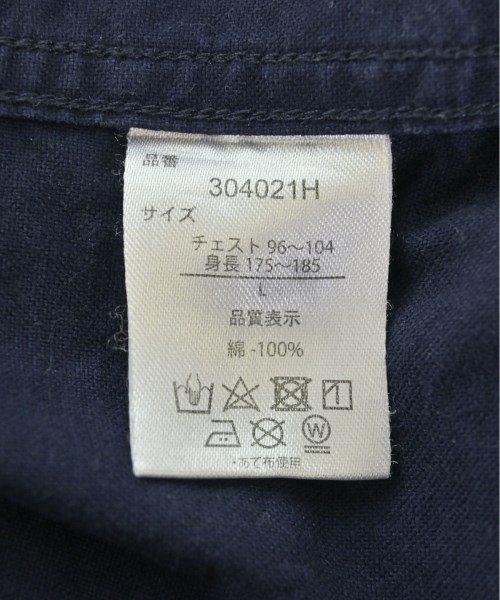 品番
304021H
サイズ
チェスト 96～104
身長 175～185
L
品質表示
綿 -100%
W
・あて布使用